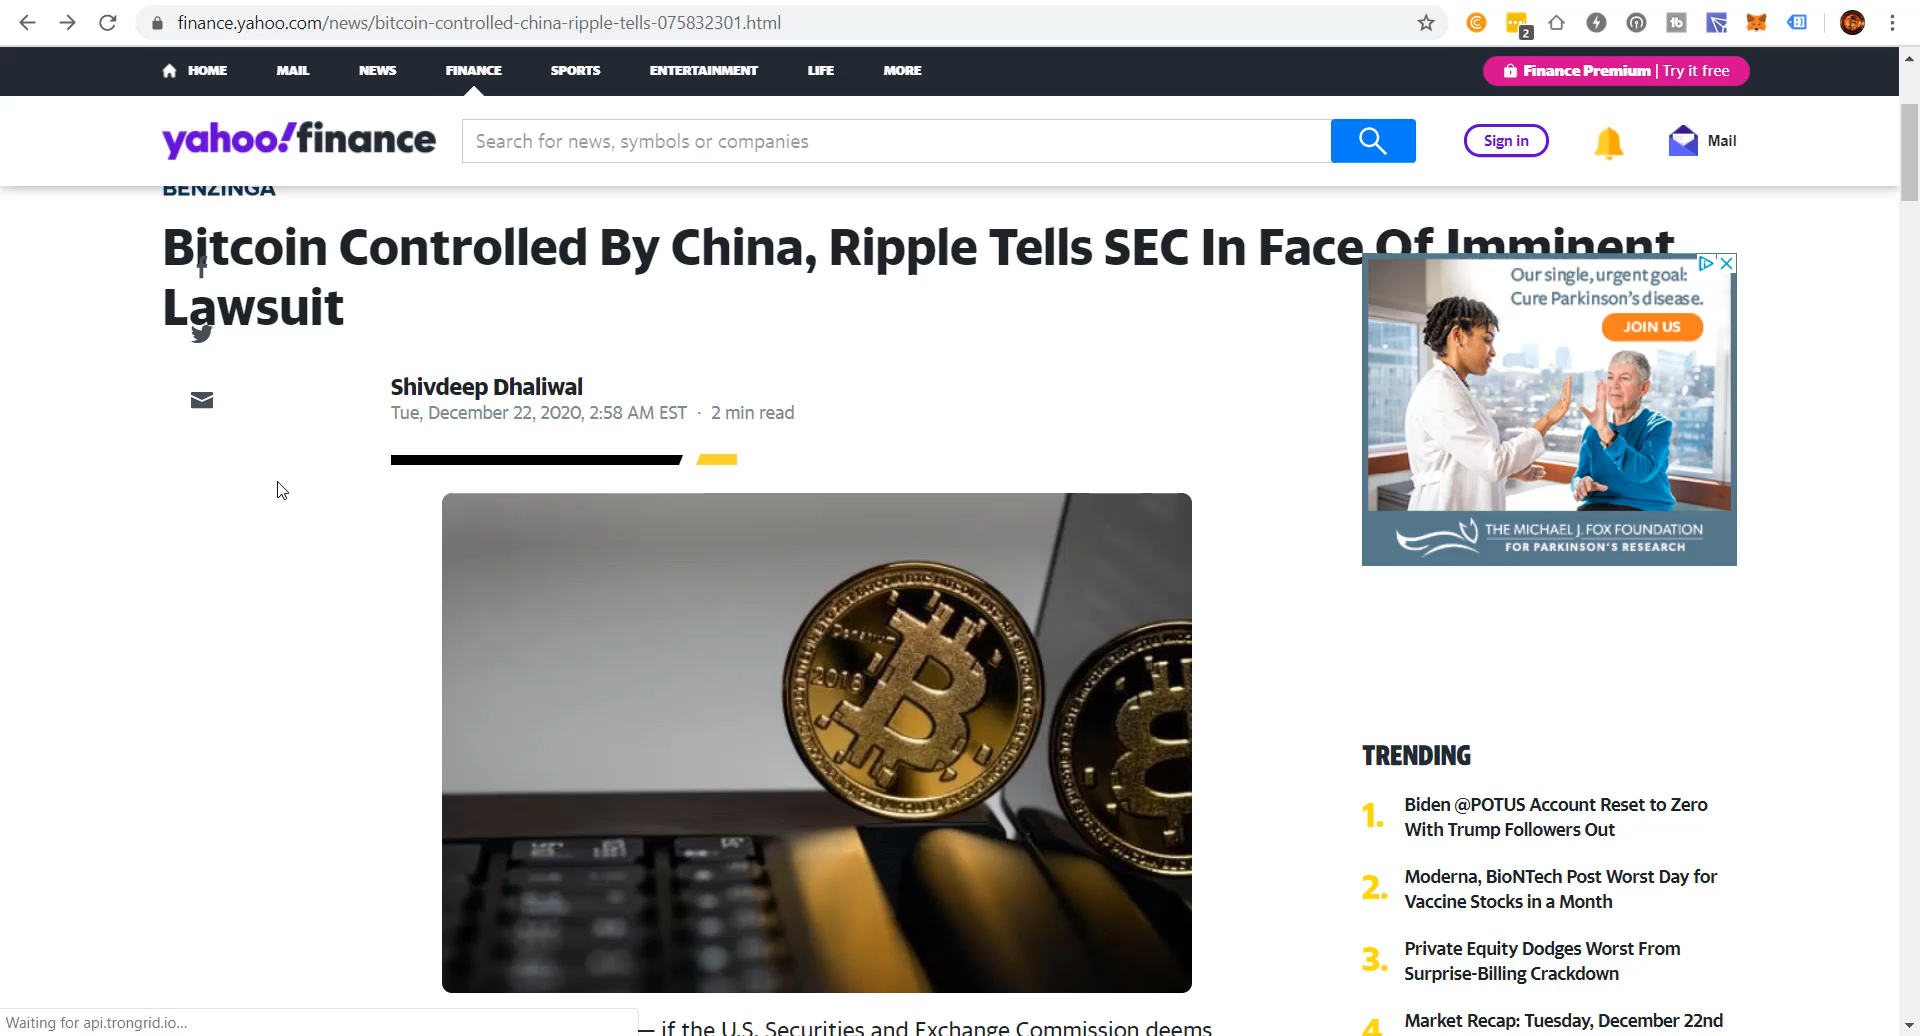 finance.yahoo.com/news/bitcoin-controlled-china-ripple-tells-075832301.html
2
HOME MAIL NEWS FINANCE SPORTS ENTERTAINMENT LIFE MORE
Finance Premium | Try it free
yahoo!finance
Search for news, symbols or companies
Sign in
Mail
BENZINGA
Bitcoin Controlled By China, Ripple Tells SEC In Face Of Imminent
Lawsuit
Shivdeep Dhaliwal
Tue, December 22, 2020, 2:58 AM EST · 2 min read
Our single, urgent goal:
Cure Parkinson's disease.
JOIN US
THE MICHAEL J. FOX FOUNDATION
FOR PARKINSON'S RESEARCH
2018
TRENDING
1. Biden @POTUS Account Reset to Zero
With Trump Followers Out
2. Moderna, BioNTech Post Worst Day for
Vaccine Stocks in a Month
3. Private Equity Dodges Worst From
Surprise-Billing Crackdown
4. Market Recap: Tuesday, December 22nd
— if the U.S. Securities and Exchange Commission deems
Waiting for api.trongrid.io...